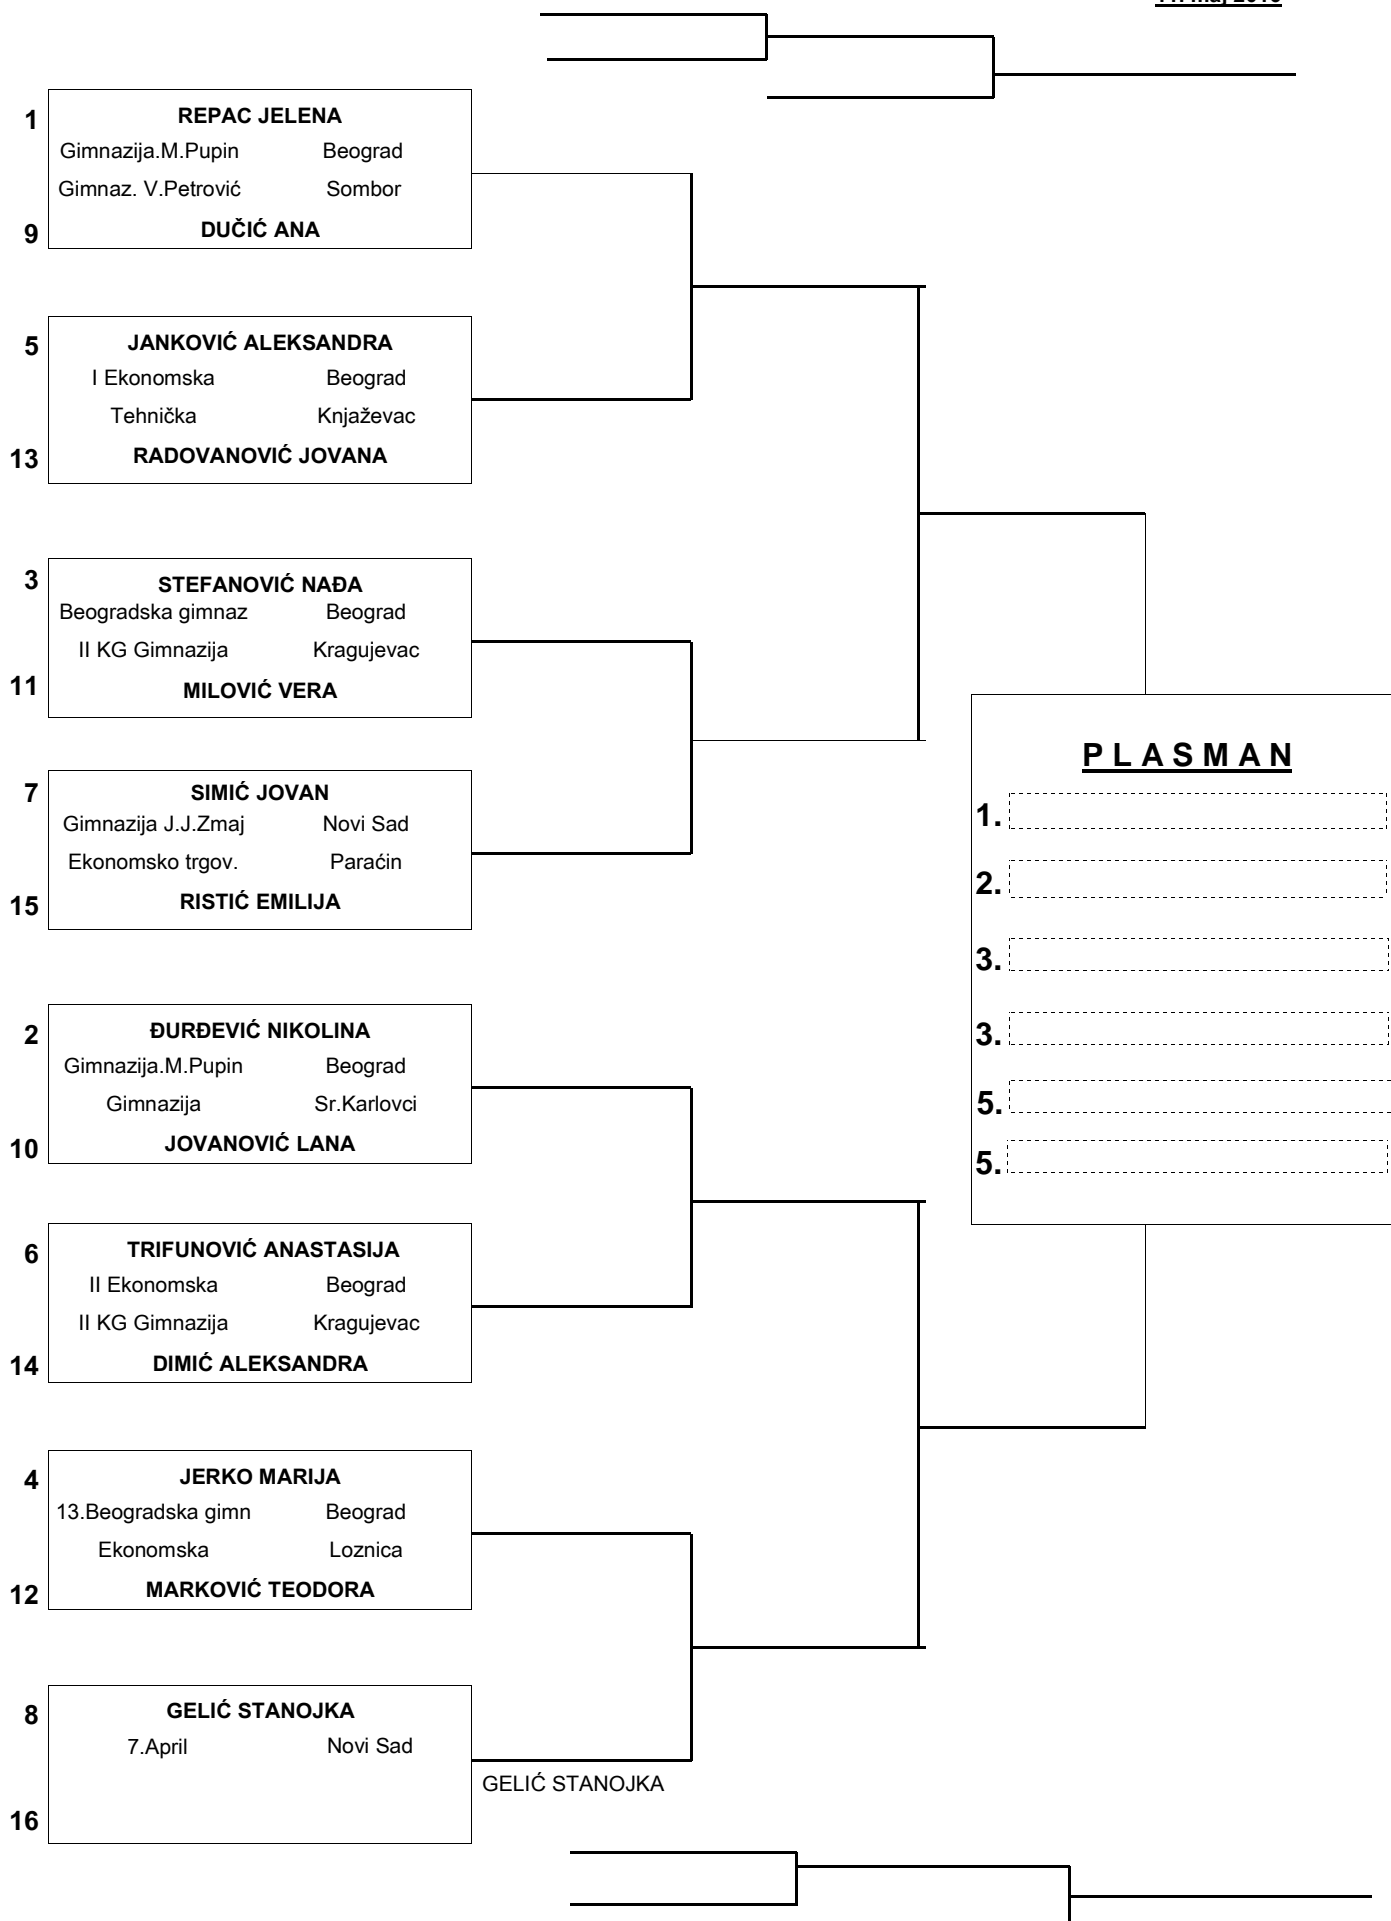 1 REPAC JELENA
Gimnazija.M.Pupin Beograd
Gimnaz. V.Petrović Sombor
9 DUČIĆ ANA
5 JANKOVIĆ ALEKSANDRA
I Ekonomska Beograd
Tehnička Knjaževac
13 RADOVANOVIĆ JOVANA
3 STEFANOVIĆ NAĐA
Beogradska gimnaz Beograd
II KG Gimnazija Kragujevac
11 MILOVIĆ VERA
7 SIMIĆ JOVAN
Gimnazija J.J.Zmaj Novi Sad
Ekonomsko trgov. Paraćin
15 RISTIĆ EMILIJA
2 ĐURĐEVIĆ NIKOLINA
Gimnazija.M.Pupin Beograd
Gimnazija Sr.Karlovci
10 JOVANOVIĆ LANA
6 TRIFUNOVIĆ ANASTASIJA
II Ekonomska Beograd
II KG Gimnazija Kragujevac
14 DIMIĆ ALEKSANDRA
4 JERKO MARIJA
13.Beogradska gimn Beograd
Ekonomska Loznica
12 MARKOVIĆ TEODORA
8 GELIĆ STANOJKA
7.April Novi Sad
GELIĆ STANOJKA
16
P L A S M A N
1.
2.
3.
3.
5.
5.